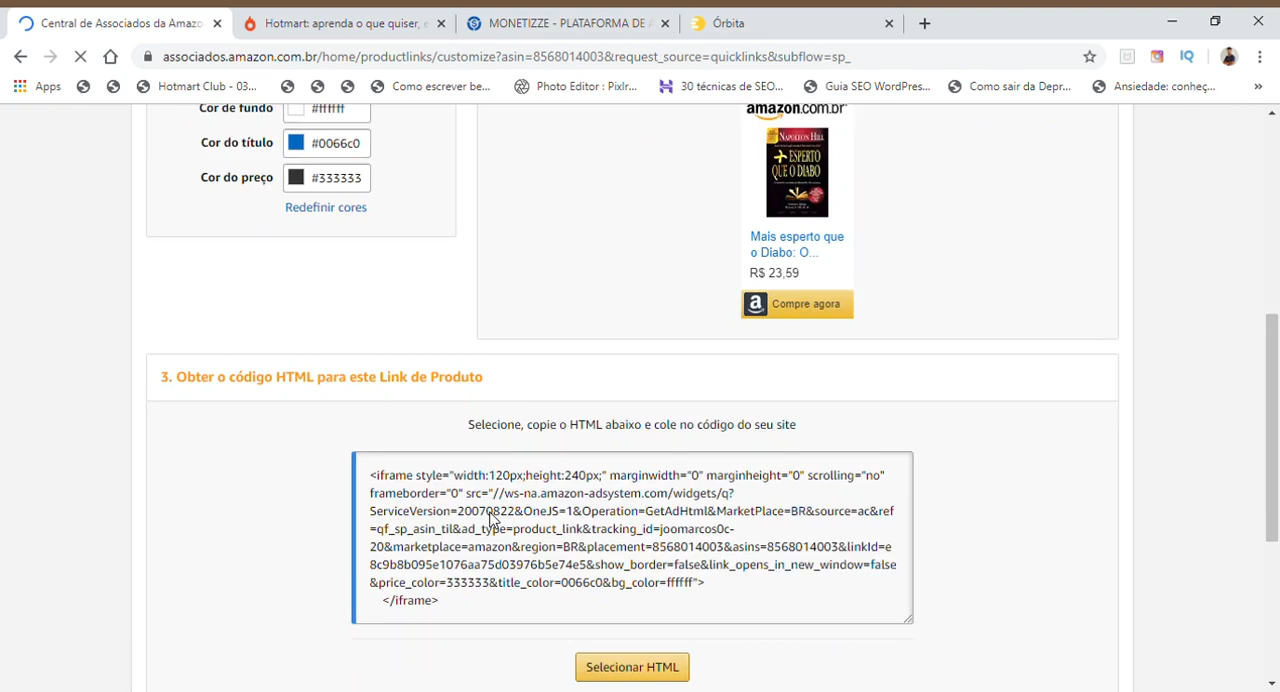 Central de Associados da Amazo
Hotmart: aprenda o que quiser, e
MONETIZZE - PLATAFORMA DE A
Órbita
associados.amazon.com.br/home/productlinks/customize?asin=8568014003&request_source=quicklinks&subflow=sp_
IQ
Apps
Hotmart Club - 03...
Como escrever be...
Photo Editor : Pixlr...
30 técnicas de SEO...
Guia SEO WordPress...
Como sair da Depr...
Ansiedade: conheç...
»
Cor de fundo
#ffffff
Cor do título
#0066c0
Cor do preço
#333333
Redefinir cores
amazon.com.br
NAPOLEON HILL
+ ESPERTO
QUE O DIABO
Mais esperto que
o Diabo: O...
R$ 23,59
a
Compre agora
3. Obter o código HTML para este Link de Produto
Selecione, copie o HTML abaixo e cole no código do seu site
<iframe style="width:120px;height:240px;" marginwidth="0" marginheight="0" scrolling="no"
frameborder="0" src="//ws-na.amazon-adsystem.com/widgets/q?
ServiceVersion=20070822&OneJS=1&Operation=GetAdHtml&MarketPlace=BR&source=ac&ref
=qf_sp_asin_til&ad_type=product_link&tracking_id=joomarcos0c-
20&marketplace=amazon&region=BR&placement=8568014003&asins=8568014003&linkId=e
8c9b8b095e1076aa75d03976b5e74e5&show_border=false&link_opens_in_new_window=false
&price_color=333333&title_color=0066c0&bg_color=ffffff">
</iframe>
Selecionar HTML